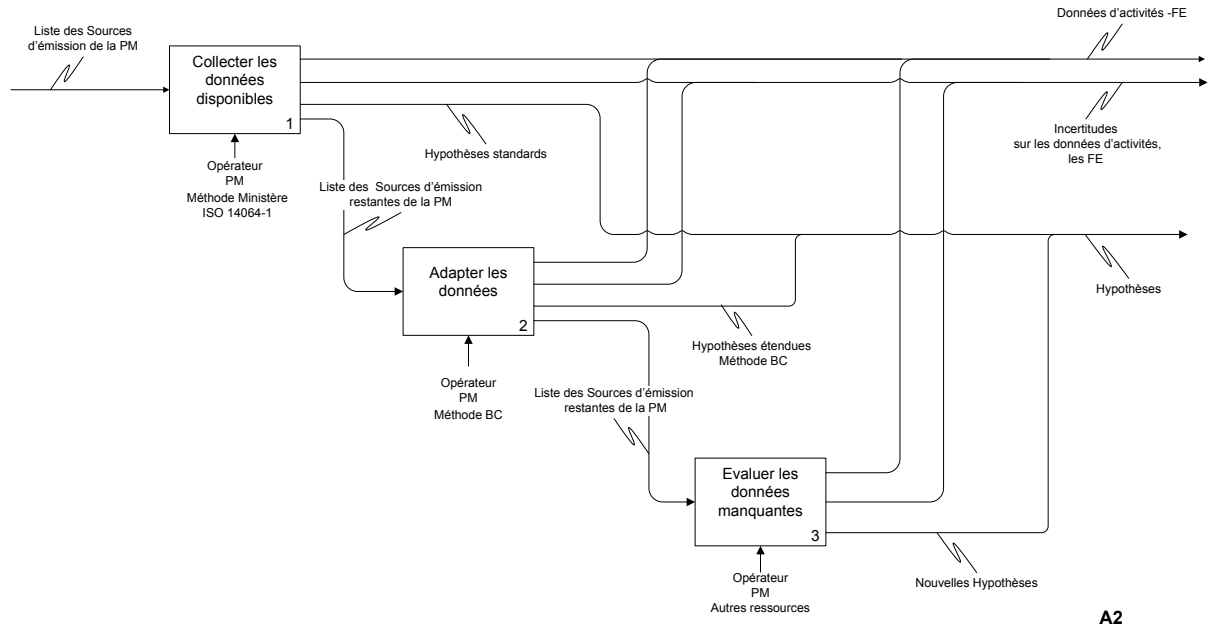 Données d'activités -FE
Liste des Sources
d'émission de la PM
Collecter les
données
disponibles
1
Opérateur
PM
Méthode Ministère
ISO 14064-1
Hypothèses standards
Incertitudes
sur les données d'activités,
les FE
Liste des Sources d'émission
restantes de la PM
Adapter les
données
2
Opérateur
PM
Méthode BC
Hypothèses
Hypothèses étendues
Méthode BC
Liste des Sources d'émission
restantes de la PM
Evaluer les
données
manquantes
3
Opérateur
PM
Autres ressources
Nouvelles Hypothèses
A2